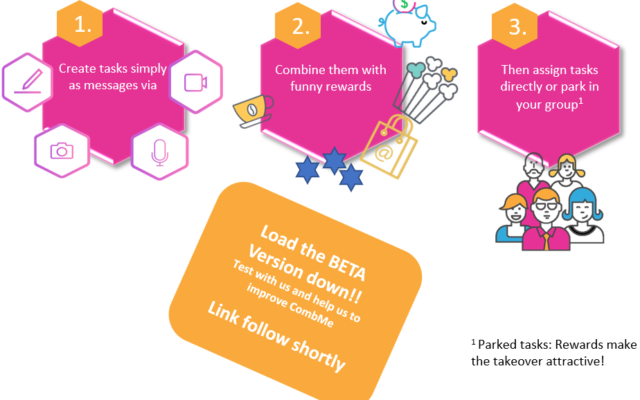 1.
Create tasks simply
as messages via
2.
Combine them with
funny rewards
$
@
3.
Then assign tasks
directly or park in
your group¹
Load the BETA
Version down!!
Test with us and help us to
improve CombMe
Link follow shortly
¹ Parked tasks: Rewards make
the takeover attractive!